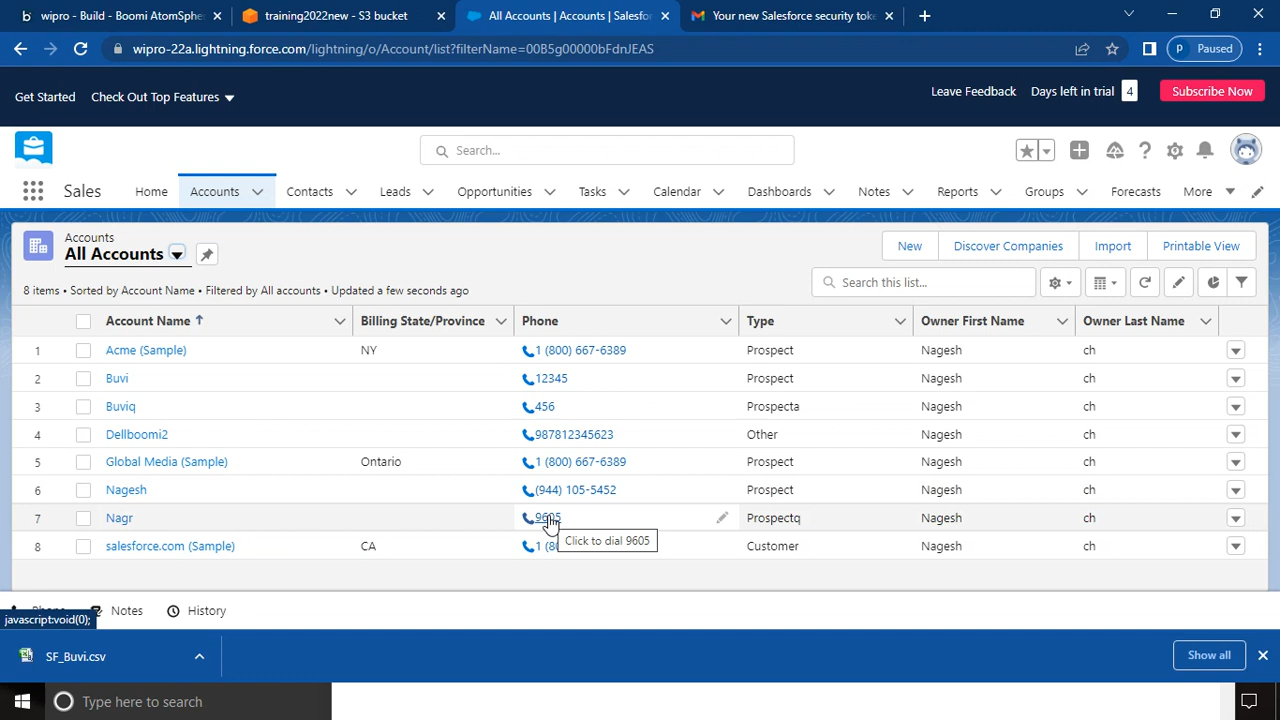 wipro - Build - Boomi AtomSphere
training2022new - S3 bucket
All Accounts | Accounts | Salesfo
Your new Salesforce security toke
wipro-22a.lightning.force.com/lightning/o/Account/list?filterName=00B5g00000bFdnJEAS
Paused
Get Started Check Out Top Features
Leave Feedback Days left in trial 4 Subscribe Now
Search...
Sales Home Accounts Contacts Leads Opportunities Tasks Calendar Dashboards Notes Reports Groups Forecasts More
Accounts
All Accounts
New Discover Companies Import Printable View
8 items • Sorted by Account Name • Filtered by All accounts • Updated a few seconds ago
Search this list...
Account Name Billing State/Province Phone Type Owner First Name Owner Last Name
1 Acme (Sample) NY 1 (800) 667-6389 Prospect Nagesh ch
2 Buvi 12345 Prospect Nagesh ch
3 Buviq 456 Prospecta Nagesh ch
4 Dellboomi2 987812345623 Other Nagesh ch
5 Global Media (Sample) Ontario 1 (800) 667-6389 Prospect Nagesh ch
6 Nagesh (944) 105-5452 Prospect Nagesh ch
7 Nagr 9605 Prospectq Nagesh ch
Click to dial 9605
8 salesforce.com (Sample) CA 1 (80 Customer Nagesh ch
Notes History
javascript:void(0);
SF_Buvi.csv
Show all
Type here to search